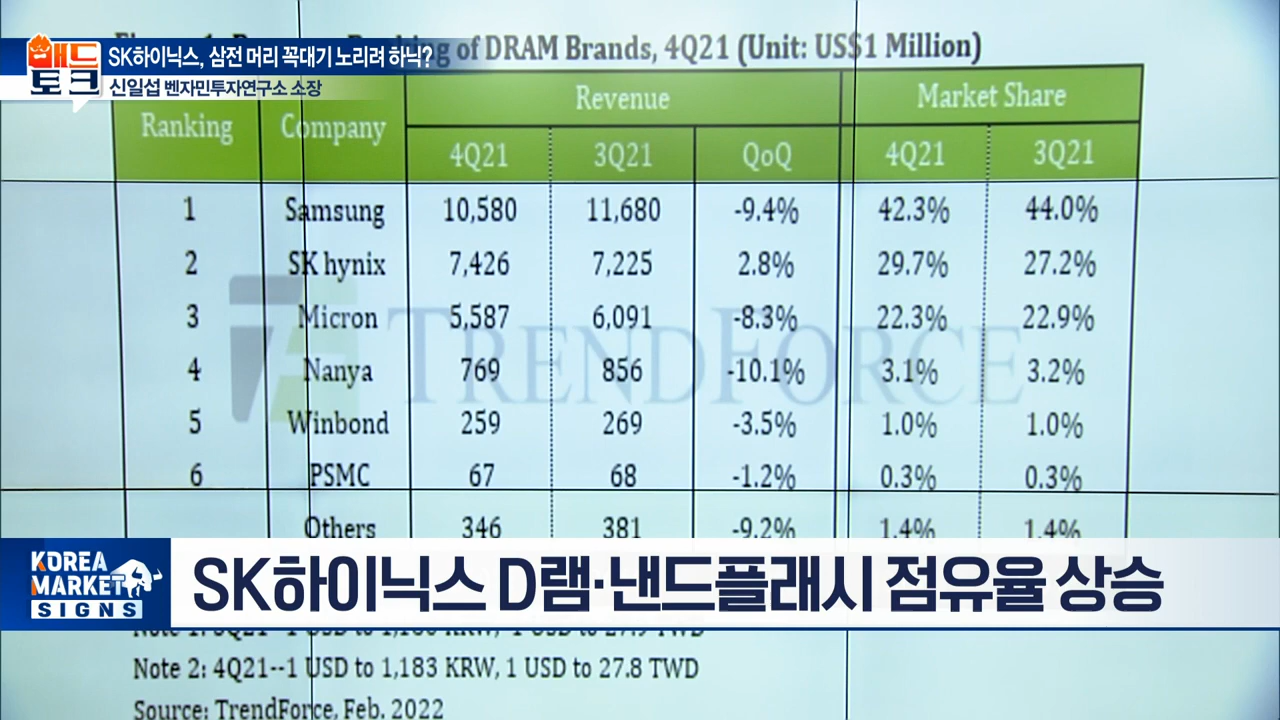 핵드
토크
SK하이닉스, 삼전 머리 꼭대기 노리려 하닉?
신일섭 벤자민투자연구소 소장
of DRAM Brands, 4Q21 (Unit: US$1 Million)
Ranking Company Revenue Market Share
4Q21 3Q21 QoQ 4Q21 3Q21
1 Samsung 10,580 11,680 -9.4% 42.3% 44.0%
2 SK hynix 7,426 7,225 2.8% 29.7% 27.2%
3 Micron 5,587 6,091 -8.3% 22.3% 22.9%
4 Nanya 769 856 -10.1% 3.1% 3.2%
5 Winbond 259 269 -3.5% 1.0% 1.0%
6 PSMC 67 68 -1.2% 0.3% 0.3%
Others 346 381 -9.2% 1.4% 1.4%
TRENDFORCE
KOREA
MARKET
SIGNS
SK하이닉스 D램·낸드플래시 점유율 상승
Note 2: 4Q21--1 USD to 1,183 KRW, 1 USD to 27.8 TWD
Source: TrendForce, Feb. 2022